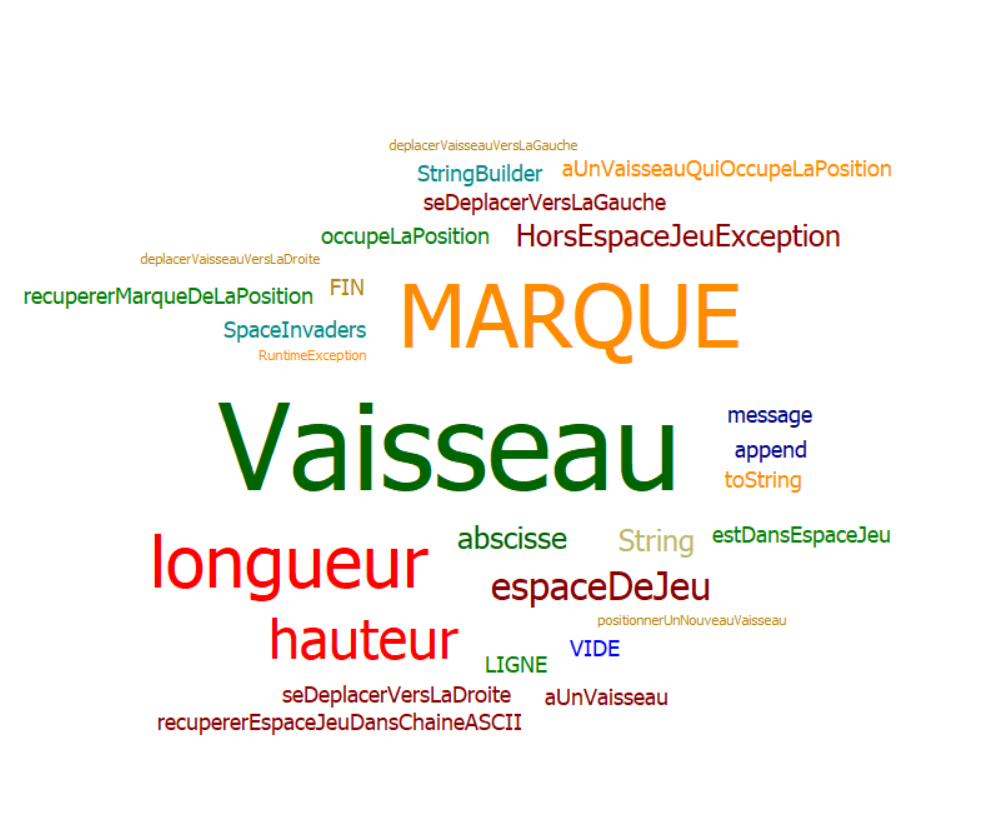 deplacerVaisseauVersLaGauche
StringBuilder aUnVaisseauQuiOccupeLaPosition
seDeplacerVersLaGauche
occupeLaPosition HorsEspaceJeuException
deplacerVaisseauVersLaDroite
recupererMarqueDeLaPosition FIN
MARQUE
SpaceInvaders
RuntimeException
Vaisseau
message
append
toString
abscisse String estDansEspaceJeu
longueur
espaceDeJeu
positionnerUnNouveauVaisseau
hauteur
VIDE
LIGNE
seDeplacerVersLaDroite aUnVaisseau
recupererEspaceJeuDansChaineASCII